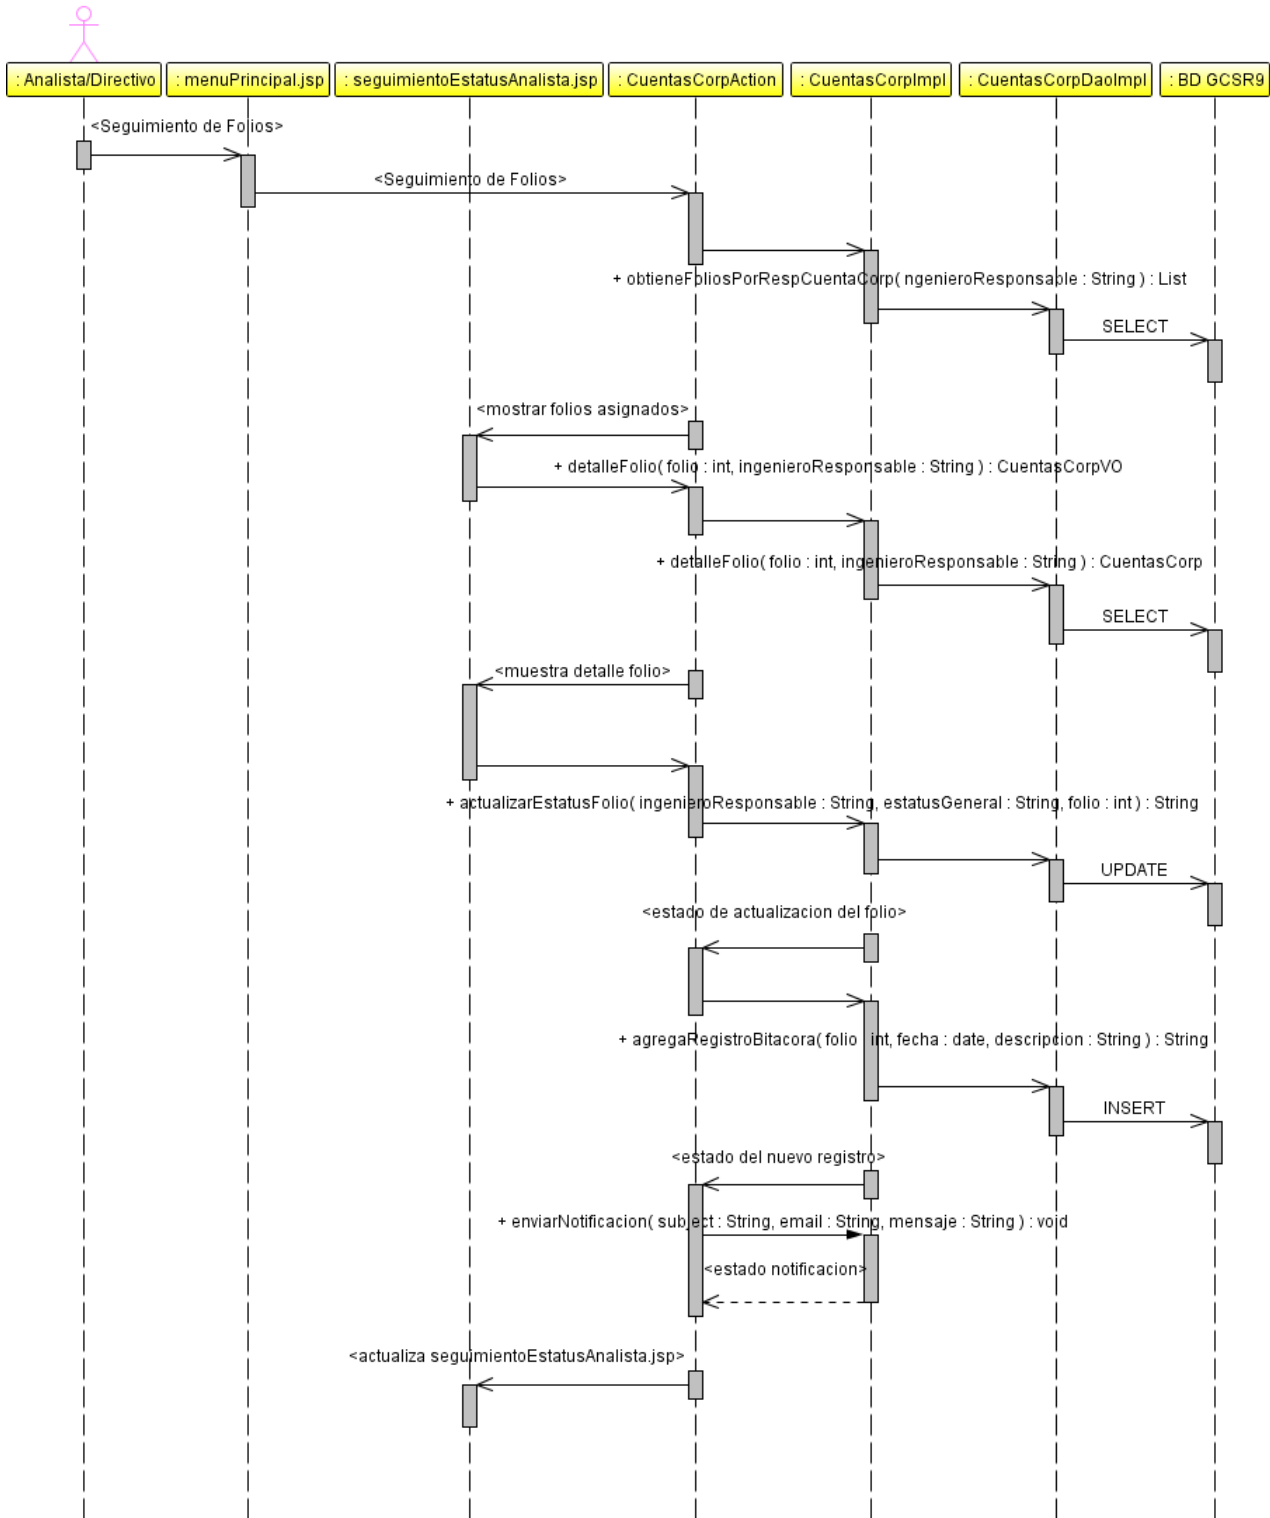 : Analista/Directivo
: menuPrincipal.jsp
: seguimientoEstatusAnalista.jsp
: CuentasCorpAction
: CuentasCorpImpl
: CuentasCorpDaoImpl
: BD GCSR9
<Seguimiento de Folios>
<Seguimiento de Folios>
+ obtieneFoliosPorRespCuentaCorp( ngenieroResponsable : String ) : List
SELECT
<mostrar folios asignados>
+ detalleFolio( folio : int, ingenieroResponsable : String ) : CuentasCorpVO
+ detalleFolio( folio : int, ingenieroResponsable : String ) : CuentasCorp
SELECT
<muestra detalle folio>
+ actualizarEstatusFolio( ingenieroResponsable : String, estatusGeneral : String, folio : int ) : String
UPDATE
<estado de actualizacion del folio>
+ agregaRegistroBitacora( folio : int, fecha : date, descripcion : String ) : String
INSERT
<estado del nuevo registro>
+ enviarNotificacion( subject : String, email : String, mensaje : String ) : void
<estado notificacion>
<actualiza seguimientoEstatusAnalista.jsp>